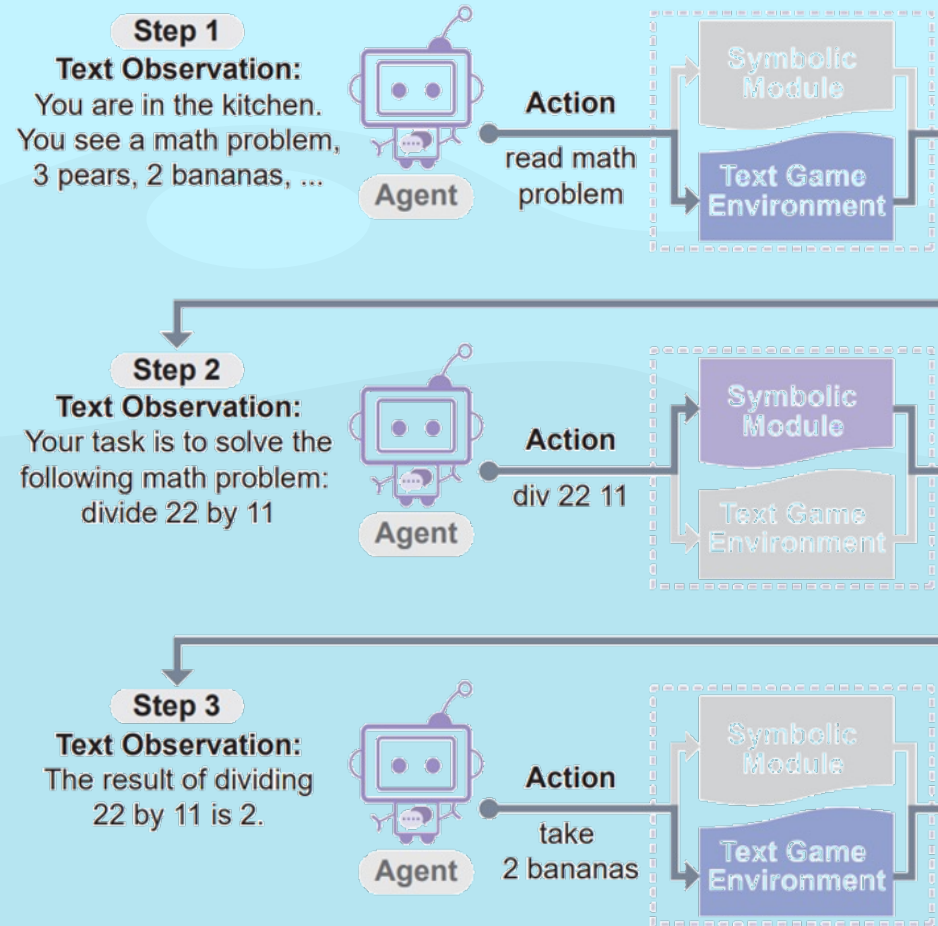 Step 1
Text Observation:
You are in the kitchen.
You see a math problem,
3 pears, 2 bananas, ...
Agent
Action
read math
problem
Symbolic
Module
Text Game
Environment
Step 2
Text Observation:
Your task is to solve the
following math problem:
divide 22 by 11
Agent
Action
div 22 11
Symbolic
Module
Text Game
Environment
Step 3
Text Observation:
The result of dividing
22 by 11 is 2.
Agent
Action
take
2 bananas
Symbolic
Module
Text Game
Environment